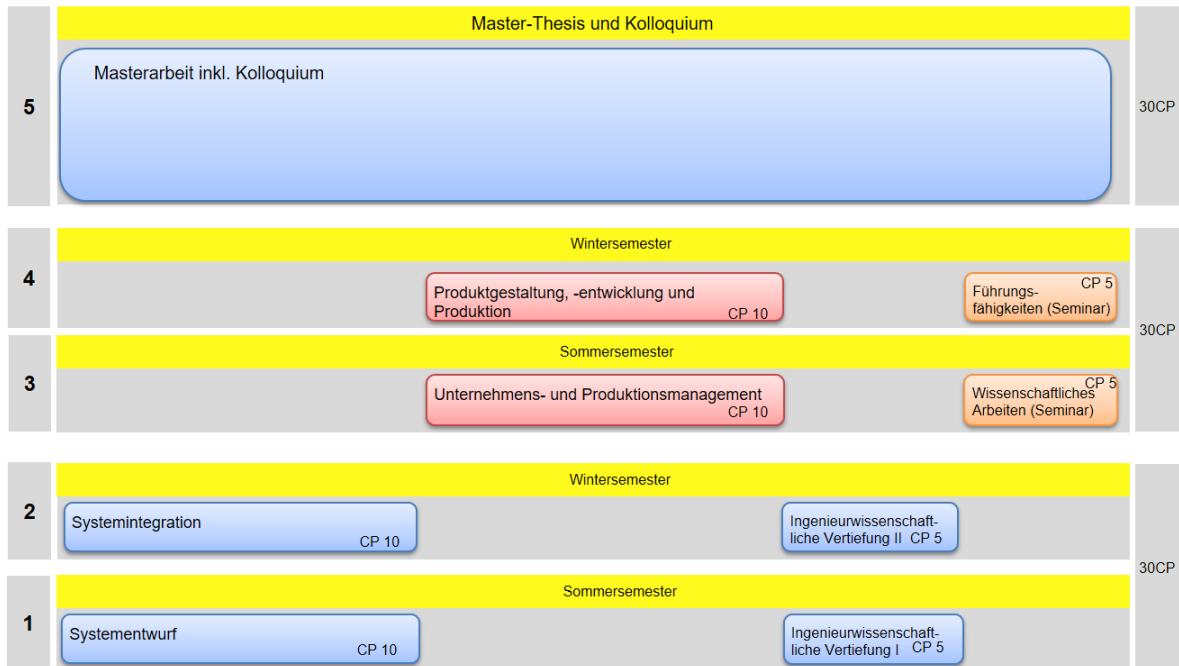 Master-Thesis und Kolloquium
5
Masterarbeit inkl. Kolloquium
30CP
Wintersemester
4
Produktgestaltung, -entwicklung und
Produktion
CP 10
CP 5
Führungs-
fähigkeiten (Seminar)
30CP
Sommersemester
3
Unternehmens- und Produktionsmanagement
CP 10
CP 5
Wissenschaftliches
Arbeiten (Seminar)
Wintersemester
2
Systemintegration
CP 10
Ingenieurwissenschaft-
liche Vertiefung II CP 5
30CP
Sommersemester
1
Systementwurf
CP 10
Ingenieurwissenschaft-
liche Vertiefung I CP 5